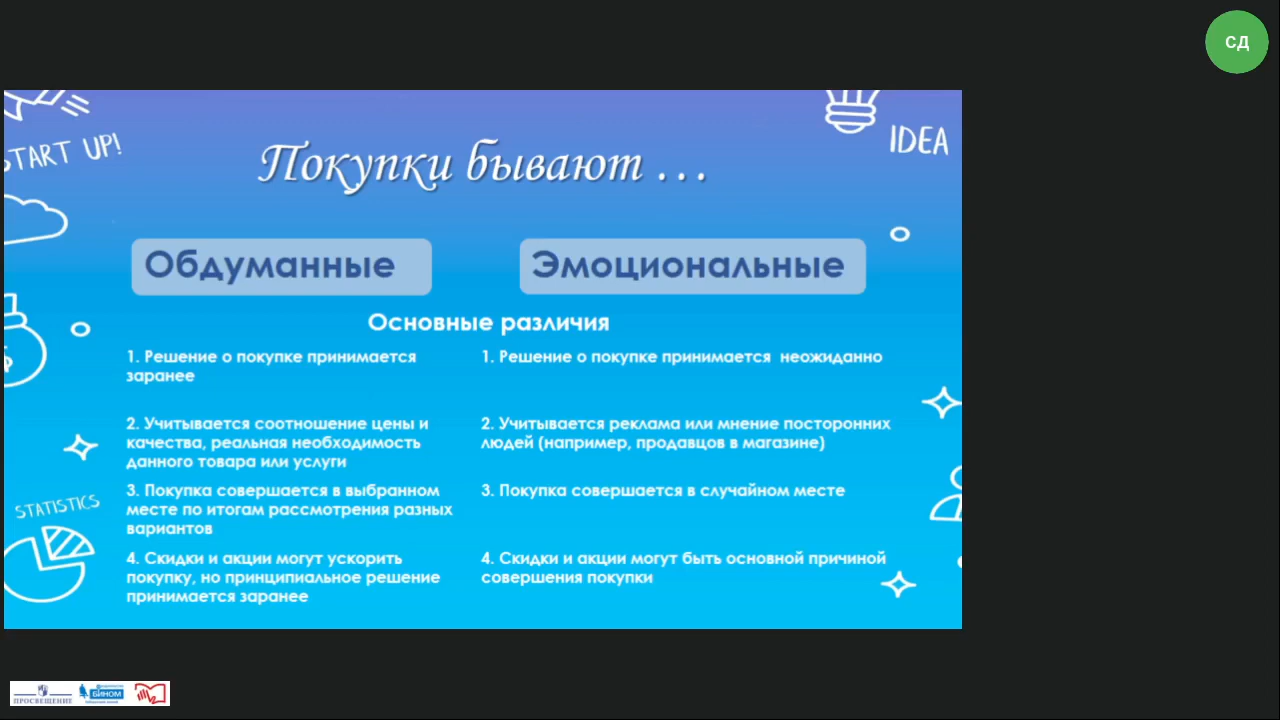 СД
START UP!
IDEA
Покупки бывают ...
Обдуманные
Эмоциональные
Основные различия
1. Решение о покупке принимается
заранее
1. Решение о покупке принимается неожиданно
2. Учитывается соотношение цены и
качества, реальная необходимость
данного товара или услуги
2. Учитывается реклама или мнение посторонних
людей (например, продавцов в магазине)
3. Покупка совершается в выбранном
месте по итогам рассмотрения разных
вариантов
3. Покупка совершается в случайном месте
4. Скидки и акции могут ускорить
покупку, но принципиальное решение
принимается заранее
4. Скидки и акции могут быть основной причиной
совершения покупки
STATISTICS
ПРОСВЕЩЕНИЕ
БИНОМ